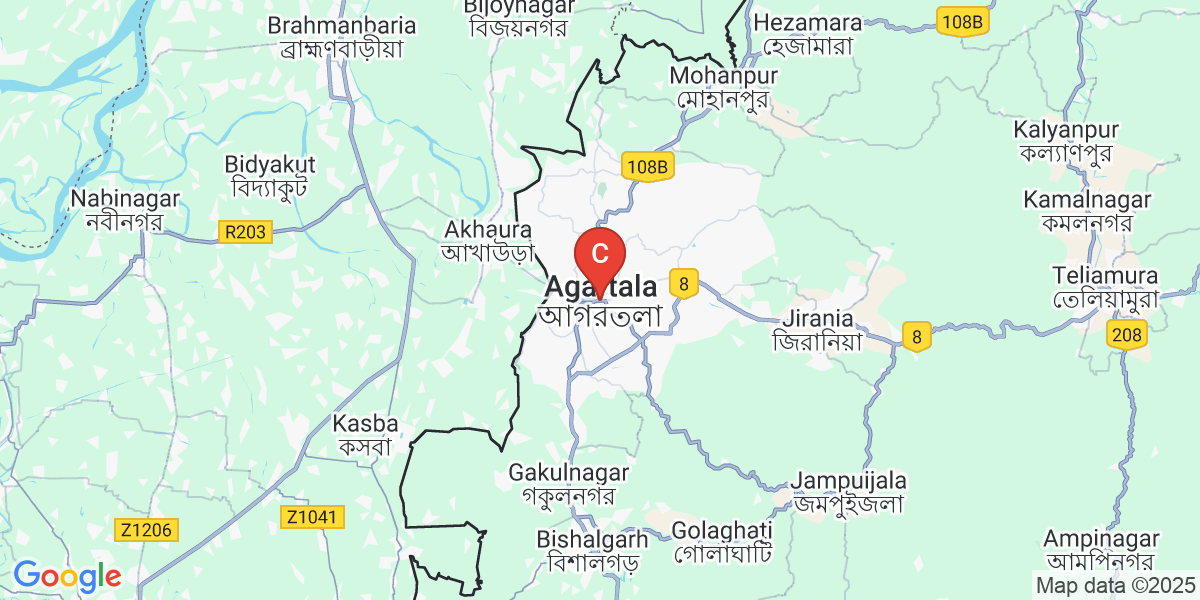 Bijoynagar
বিজয়নগর
Hezamara
হেজামারা
108B
Brahmanbaria
ব্রাহ্মণবাড়ীয়া
Mohanpur
মোহানপুর
Kalyanpur
কল্যাণপুর
Bidyakut
বিদ্যাকুট
108B
Nabinagar
নবীনগর
Kamalnagar
কমলনগর
R203
Akhaura
আখাউড়া
C
Agartala
আগরতলা
8
Teliamura
তেলিয়ামুরা
Jirania
জিরানিয়া
8
208
Kasba
কসবা
Gakulnagar
গকুলনগর
Jampuijala
জমপুইজলা
Z1041
Z1206
Golaghati
গোলাঘাটি
Bishalgarh
বিশালগড়
Ampinagar
আমপিনগর
Google
Map data ©2025